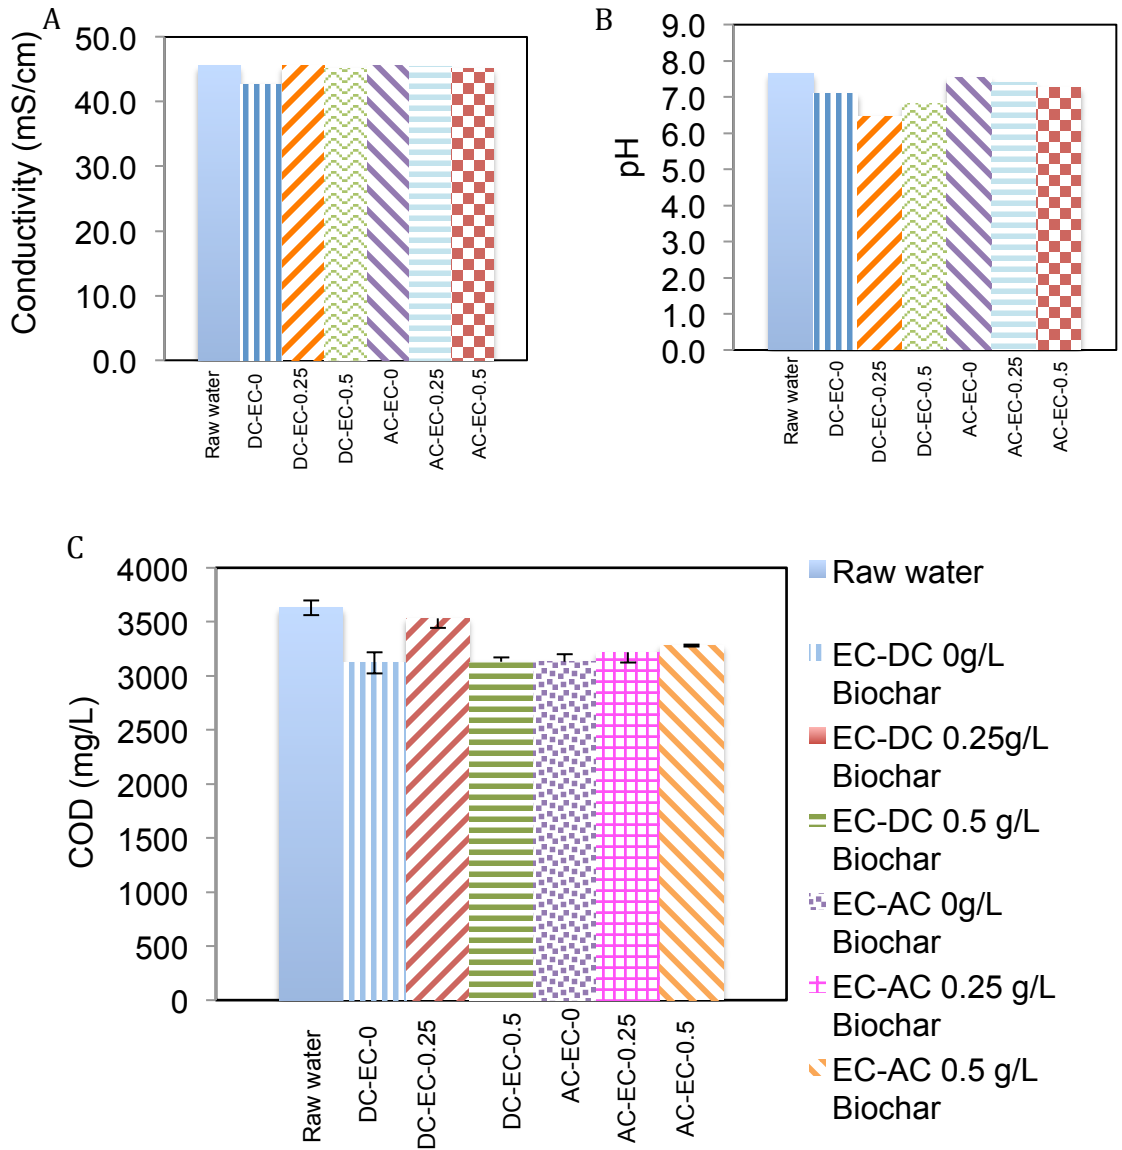 A
Conductivity (mS/cm)
50.0
40.0
30.0
20.0
10.0
0.0
Raw water
DC-EC-0
DC-EC-0.25
DC-EC-0.5
AC-EC-0
AC-EC-0.25
AC-EC-0.5
B
pH
9.0
8.0
7.0
6.0
5.0
4.0
3.0
2.0
1.0
0.0
Raw water
DC-EC-0
DC-EC-0.25
DC-EC-0.5
AC-EC-0
AC-EC-0.25
AC-EC-0.5
C
COD (mg/L)
4000
3500
3000
2500
2000
1500
1000
500
0
Raw water
DC-EC-0
DC-EC-0.25
DC-EC-0.5
AC-EC-0
AC-EC-0.25
AC-EC-0.5
Raw water
EC-DC 0g/L
Biochar
EC-DC 0.25g/L
Biochar
EC-DC 0.5 g/L
Biochar
EC-AC 0g/L
Biochar
EC-AC 0.25 g/L
Biochar
EC-AC 0.5 g/L
Biochar